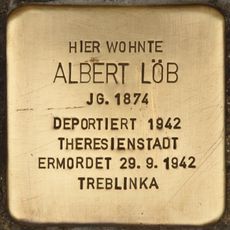 HIER WOHNTE
ALBERT LÖB
JG. 1874
DEPORTIERT 1942
THERESIENSTADT
ERMORDET 29. 9. 1942
TREBLINKA